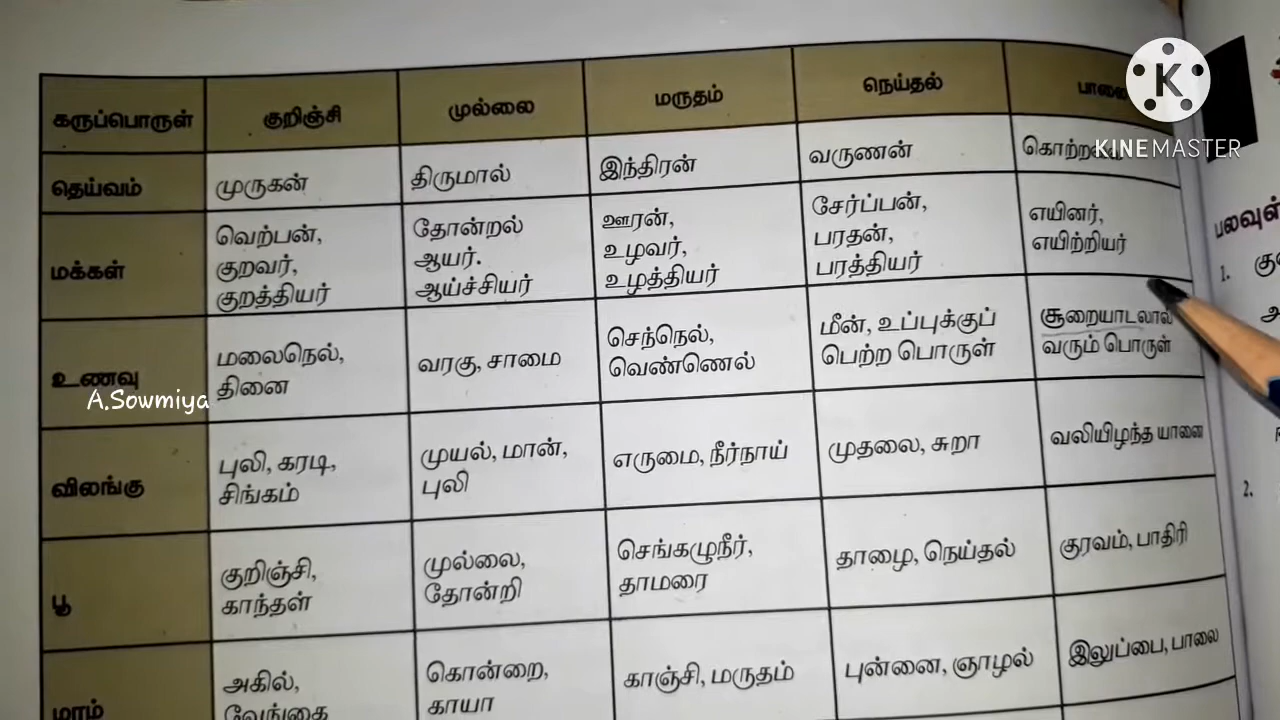 கருப்பொருள் குறிஞ்சி முல்லை மருதம் நெய்தல்
KINEMASTER
தெய்வம் முருகன் திருமால் இந்திரன் வருணன்
மக்கள்
வெற்பன்,
குறவர்,
குறத்தியர்
தோன்றல்
ஆயர்.
ஆய்ச்சியர்
ஊரன்,
உழவர்,
உழத்தியர்
சேர்ப்பன்,
பரதன்,
பரத்தியர்
எயினர்,
எயிற்றியர்
உணவு
மலைநெல்,
தினை
வரகு, சாமை
செந்நெல்,
வெண்ணெல்
மீன், உப்புக்குப்
பெற்ற பொருள்
சூறையாடலால்
வரும் பொருள்
A.Sowmiya
விலங்கு
புலி, கரடி,
சிங்கம்
முயல், மான்,
புலி
எருமை, நீர்நாய்
முதலை, சுறா
வலியிழந்த யானை
பூ
குறிஞ்சி,
காந்தள்
முல்லை,
தோன்றி
செங்கழுநீர்,
தாமரை
தாழை, நெய்தல்
குரவம், பாதிரி
மரம்
அகில்,
வேங்கை
கொன்றை,
காயா
காஞ்சி, மருதம்
புன்னை, ஞாழல்
இலுப்பை, பாலை
1.
2.